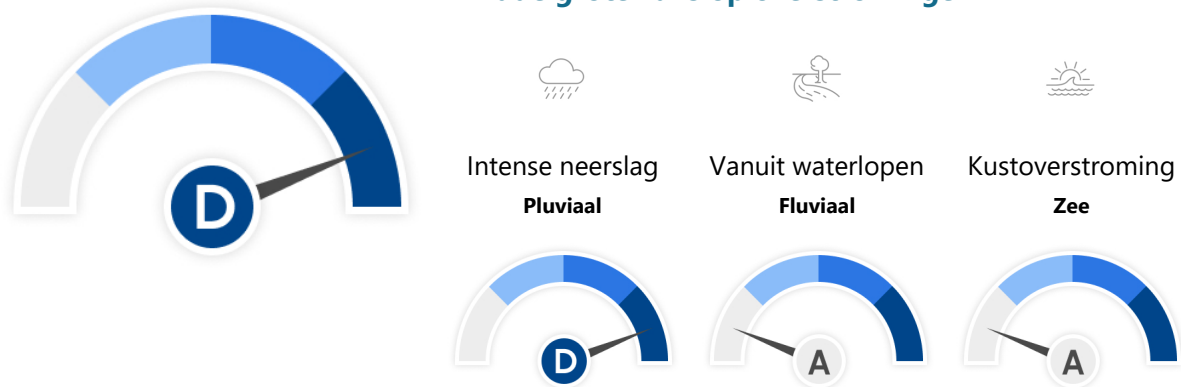 D
Intense neerslag
Vanuit waterlopen
Kustoverstroming
Pluviaal
Fluviaal
Zee
D
A
A